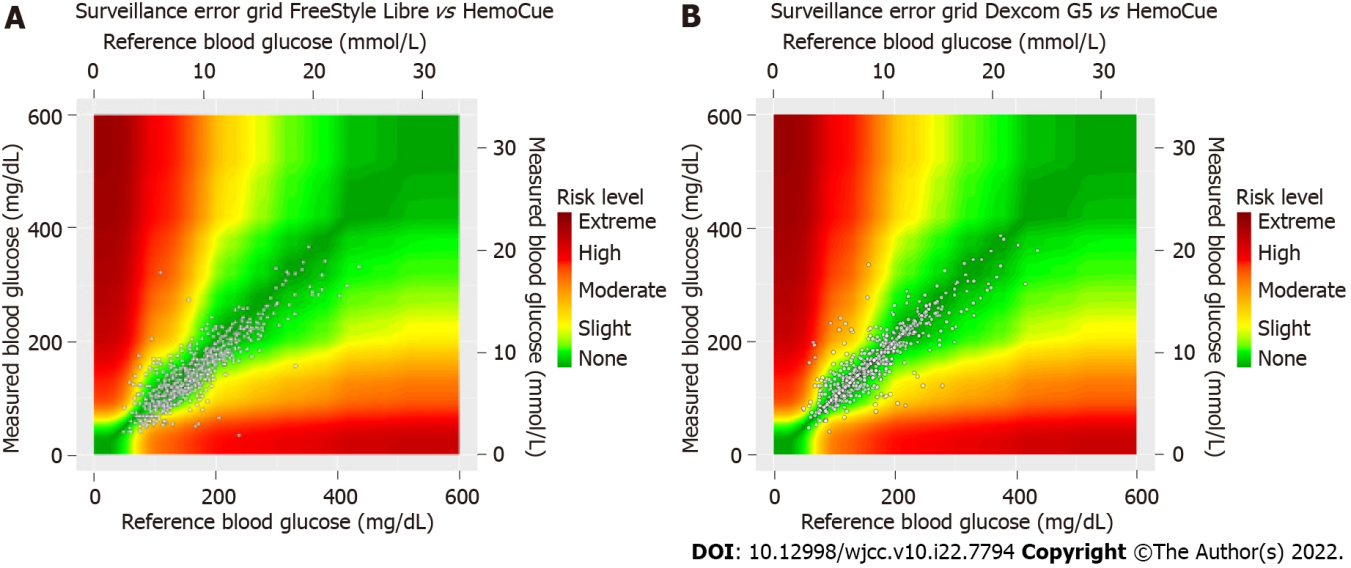 A
Surveillance error grid FreeStyle Libre vs HemoCue
Reference blood glucose (mmol/L)
0 10 20 30
Measured blood glucose (mg/dL)
600
400
200
0
30
20
10
0
Measured blood glucose (mmol/L)
0 200 400 600
Reference blood glucose (mg/dL)
Risk level
Extreme
High
Moderate
Slight
None
B
Surveillance error grid Dexcom G5 vs HemoCue
Reference blood glucose (mmol/L)
0 10 20 30
Measured blood glucose (mg/dL)
600
400
200
0
30
20
10
0
Measured blood glucose (mmol/L)
0 200 400 600
Reference blood glucose (mg/dL)
Risk level
Extreme
High
Moderate
Slight
None
DOI: 10.12998/wjcc.v10.i22.7794 Copyright ©The Author(s) 2022.